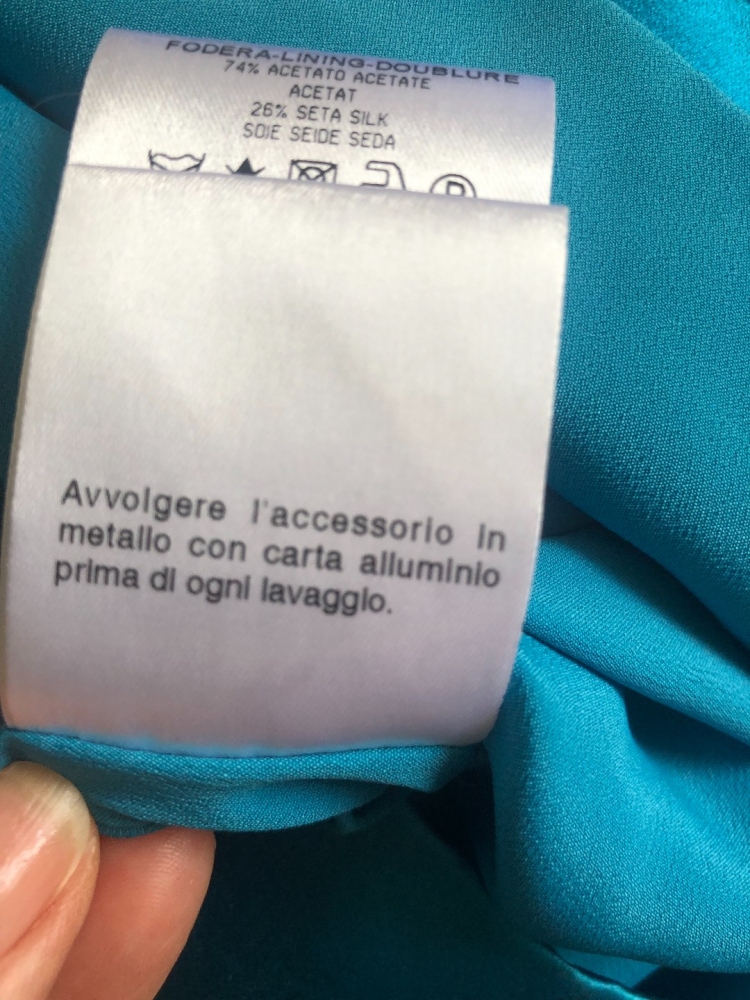 FODERA-LINING-DOUBLURE
74% ACETATO ACETATE
ACETAT
26% SETA SILK
SOIE SEIDE SEDA
P
Avvolgere l'accessorio in
metallo con carta alluminio
prima di ogni lavaggio.